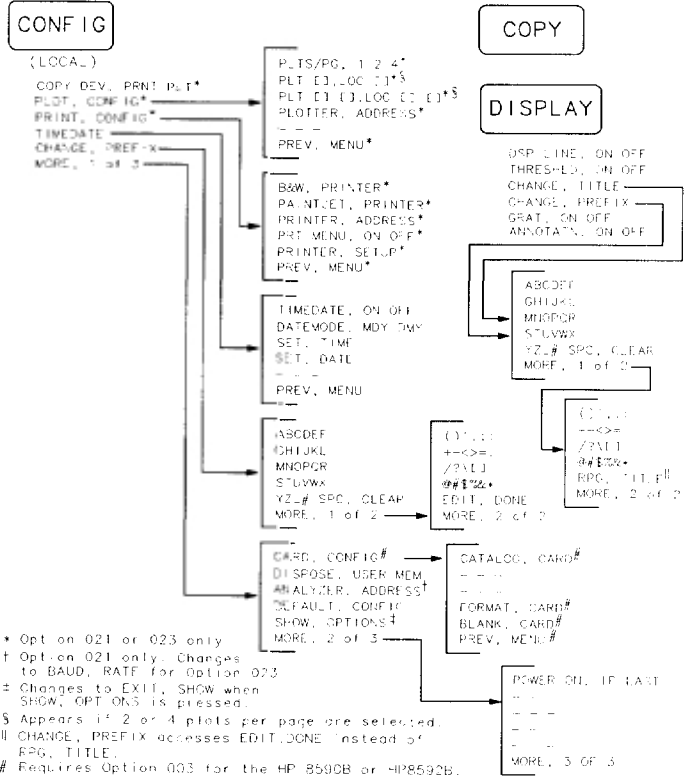 CONFIG
(LOCAL)
COPY DEV, PRNT PLT*
PLOT, CONFIG*
PRINT, CONFIG*
TIMEDATE
CHANGE, PREFIX
MORE, 1 of 3
PLTS/PG, 1 2 4*
PLT [],LOC []*§
PLT [] [],LOC [] []*§
PLOTTER, ADDRESS*
– – –
PREV, MENU*
B&W, PRINTER*
PAINTJET, PRINTER*
PRINTER, ADDRESS*
PRT MENU, ON OFF*
PRINTER, SETUP*
PREV, MENU*
TIMEDATE, ON OFF
DATEMODE, MDY DMY
SET, TIME
SET, DATE
– – –
PREV, MENU
ABCDEF
GHIJKL
MNOPQR
STUVWX
YZ_# SPC, CLEAR
MORE, 1 of 2
+-<>=
/?\[]
@#$%&*
EDIT, DONE
MORE, 2 of 2
CARD, CONFIG#
DISPOSE, USER MEM
ANALYZER, ADDRESS†
DEFAULT, CONFIG
SHOW, OPTIONS‡
MORE, 2 of 3
CATALOG, CARD#
– – –
– – –
FORMAT, CARD#
BLANK, CARD#
PREV, MENU#
POWER ON, IP LAST
– –
– –
– –
– –
MORE, 3 OF 3
COPY
DISPLAY
DSP LINE, ON OFF
THRESHLD, ON OFF
CHANGE, TITLE
CHANGE, PREFIX
GRAT, ON OFF
ANNOTATN, ON OFF
ABCDEF
GHIJKL
MNOPQR
STUVWX
YZ_# SPC, CLEAR
MORE, 1 of 2
+-<>=
/?\[]
@#$%&*
RPG, TITLE||
MORE, 2 of 2
* Option 021 or 023 only
† Option 021 only. Changes
to BAUD, RATE for Option 023
‡ Changes to EXIT, SHOW when
SHOW, OPTIONS is pressed.
§ Appears if 2 or 4 plots per page are selected.
|| CHANGE, PREFIX accesses EDIT,DONE instead of
RPG, TITLE.
# Requires Option 003 for the HP 8590B or HP8592B.